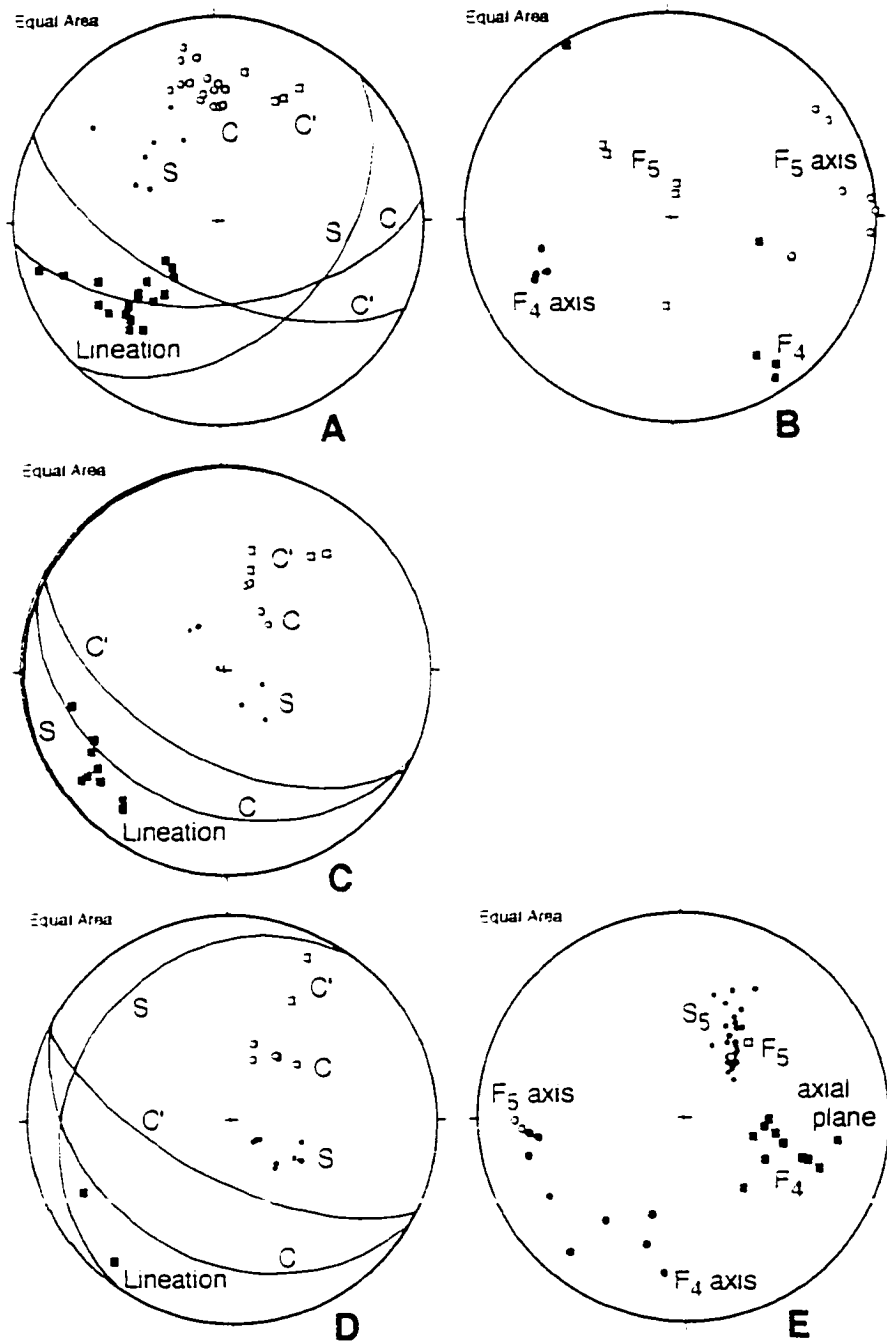 Equal Area
C
C'
S
C
S
C'
Lineation
A
Equal Area
F5
F5 axis
F4 axis
F4
B
Equal Area
C'
C
C'
S
S
C
Lineation
C
Equal Area
C'
S
C
C'
S
C
Lineation
D
Equal Area
S5
F5
F5 axis
axial
plane
F4
F4 axis
E